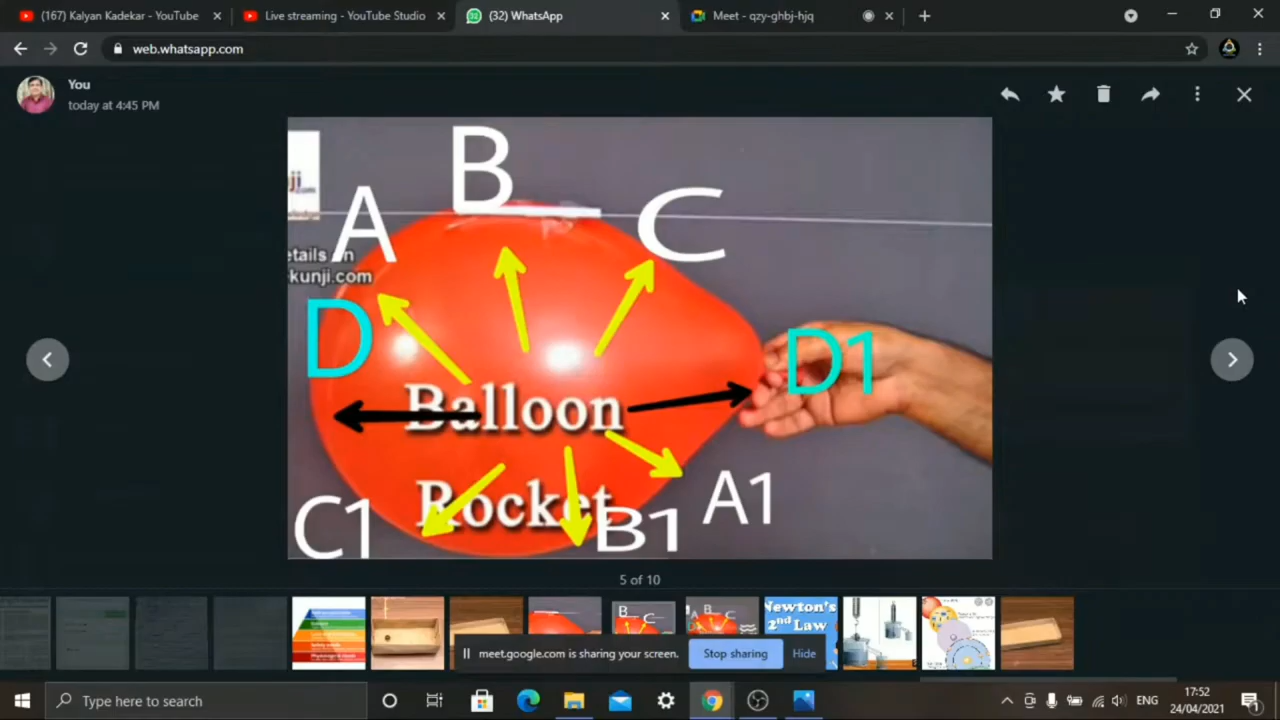 (167) Kalyan Kadekar - YouTube
Live streaming - YouTube Studio
(32) WhatsApp
Meet - qzy-ghbj-hjq
web.whatsapp.com
You
today at 4:45 PM
B
A
C
etails on
kunji.com
D
D1
Balloon
Rocket
C1
B1
A1
5 of 10
B
C
Newton's
2nd Law
meet.google.com is sharing your screen.
Stop sharing
Hide
Type here to search
ENG
17:52
24/04/2021